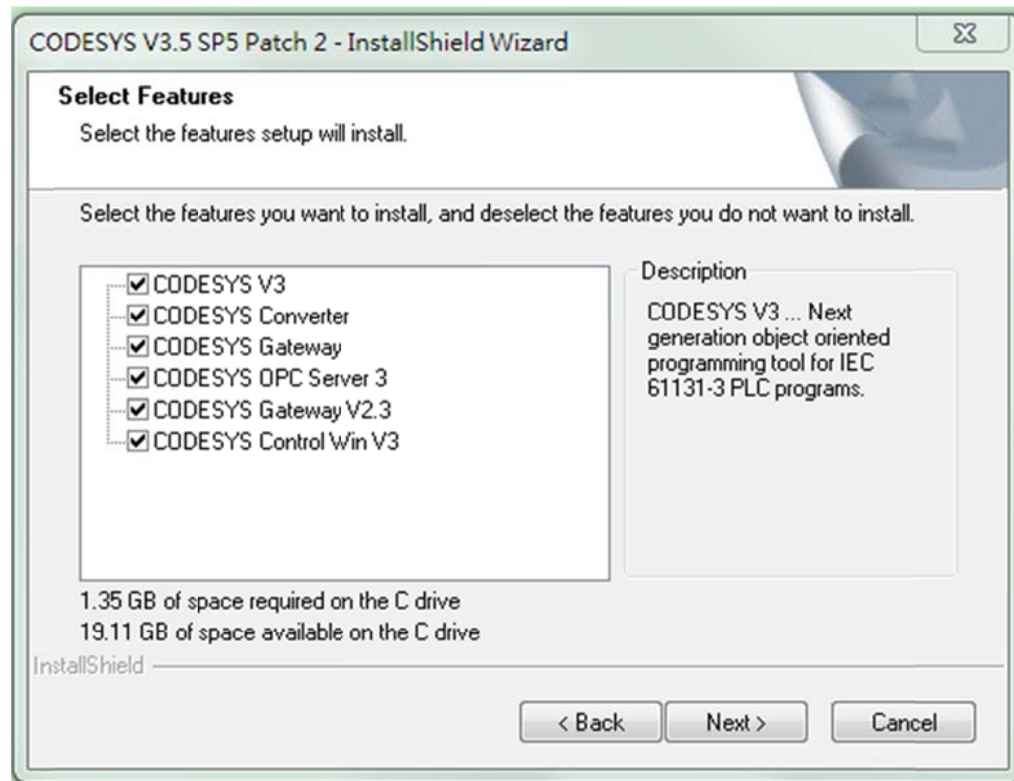 CODESYS V3.5 SP5 Patch 2 - InstallShield Wizard
Select Features
Select the features setup will install.
Select the features you want to install, and deselect the features you do not want to install.
CODESYS V3
CODESYS Converter
CODESYS Gateway
CODESYS OPC Server 3
CODESYS Gateway V2.3
CODESYS Control Win V3
Description
CODESYS V3 ... Next
generation object oriented
programming tool for IEC
61131-3 PLC programs.
1.35 GB of space required on the C drive
19.11 GB of space available on the C drive
InstallShield
< Back
Next >
Cancel